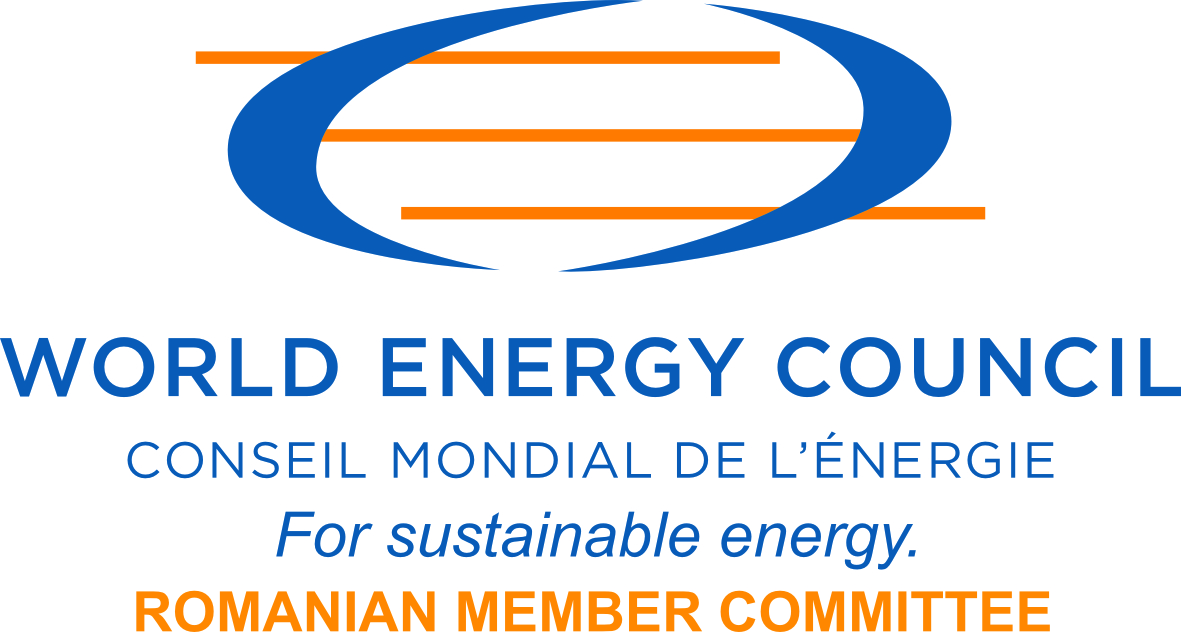 WORLD ENERGY COUNCIL
CONSEIL MONDIAL DE L’ÉNERGIE
For sustainable energy.
ROMANIAN MEMBER COMMITTEE